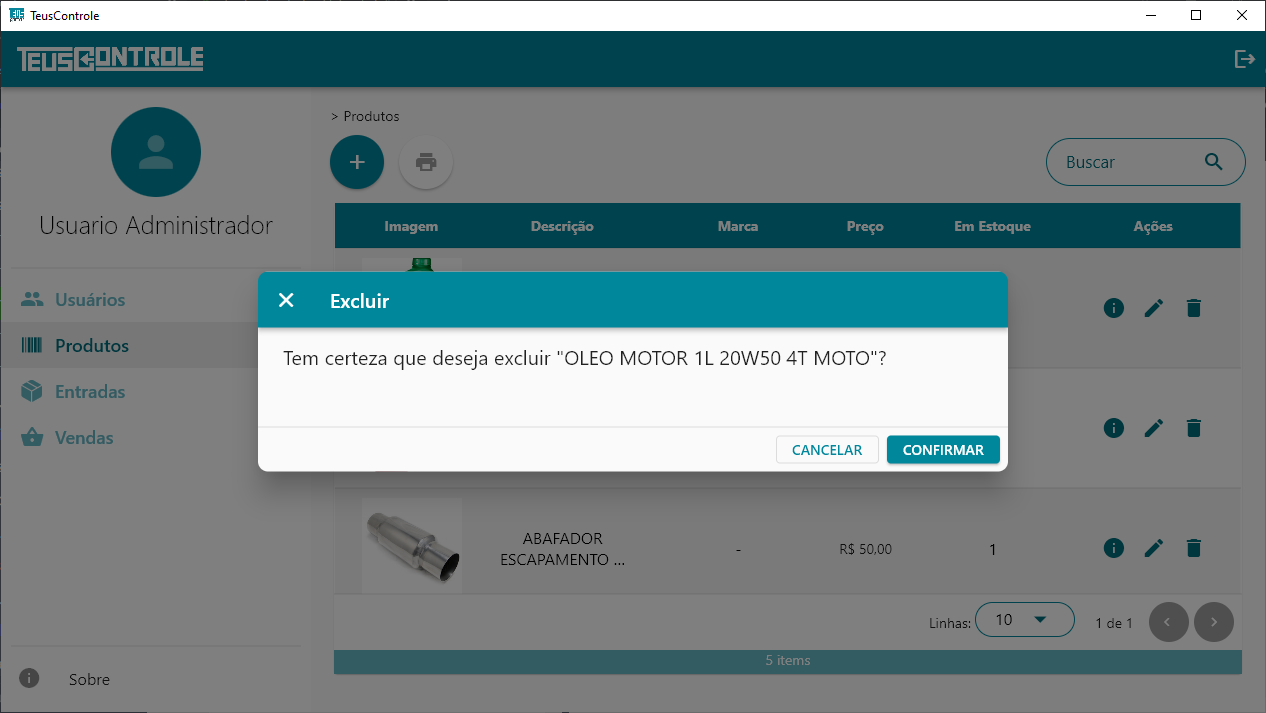 TeusControle
TEUSCONTROLE
> Produtos
Buscar
Usuario Administrador
Imagem Descrição Marca Preço Em Estoque Ações
Usuários
Produtos
Entradas
Vendas
Excluir
Tem certeza que deseja excluir "OLEO MOTOR 1L 20W50 4T MOTO"?
CANCELAR CONFIRMAR
ABAFADOR
ESCAPAMENTO ...
-
R$ 50,00
1
Linhas: 10 1 de 1
5 items
Sobre